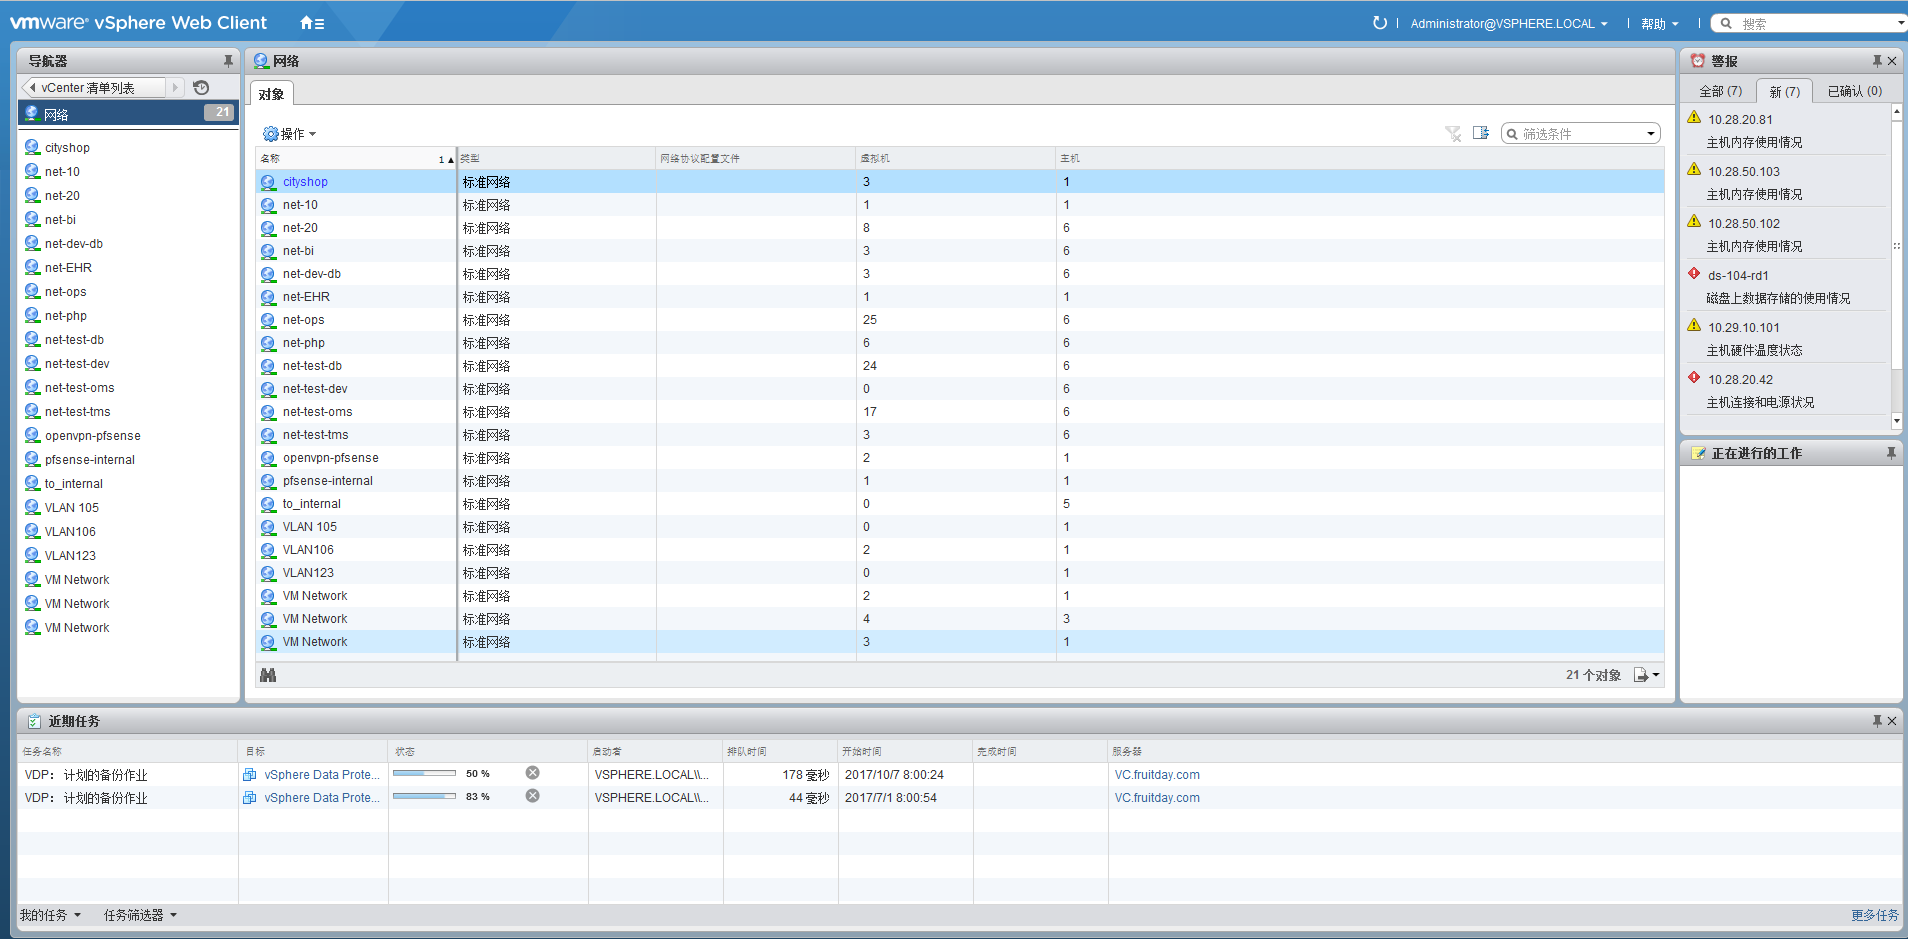 vmware® vSphere Web Client
Administrator@VSPHERE.LOCAL
帮助
搜索
导航器
vCenter 清单列表
网络 21
cityshop
net-10
net-20
net-bi
net-dev-db
net-EHR
net-ops
net-php
net-test-db
net-test-dev
net-test-oms
net-test-tms
openvpn-pfsense
pfsense-internal
to_internal
VLAN 105
VLAN106
VLAN123
VM Network
VM Network
VM Network
网络
对象
操作
筛选条件
名称 1▲ 类型 网络协议配置文件 虚拟机 主机
cityshop 标准网络 3 1
net-10 标准网络 1 1
net-20 标准网络 8 6
net-bi 标准网络 3 6
net-dev-db 标准网络 3 6
net-EHR 标准网络 1 1
net-ops 标准网络 25 6
net-php 标准网络 6 6
net-test-db 标准网络 24 6
net-test-dev 标准网络 0 6
net-test-oms 标准网络 17 6
net-test-tms 标准网络 3 6
openvpn-pfsense 标准网络 2 1
pfsense-internal 标准网络 1 1
to_internal 标准网络 0 5
VLAN 105 标准网络 0 1
VLAN106 标准网络 2 1
VLAN123 标准网络 0 1
VM Network 标准网络 2 1
VM Network 标准网络 4 3
VM Network 标准网络 3 1
21 个对象
警报
全部 (7) 新 (7) 已确认 (0)
10.28.20.81
主机内存使用情况
10.28.50.103
主机内存使用情况
10.28.50.102
主机内存使用情况
ds-104-rd1
磁盘上数据存储的使用情况
10.29.10.101
主机硬件温度状态
10.28.20.42
主机连接和电源状况
正在进行的工作
近期任务
任务名称 目标 状态 启动者 排队时间 开始时间 完成时间 服务器
VDP: 计划的备份作业 vSphere Data Prote... 50 % VSPHERE.LOCAL\\... 178 毫秒 2017/10/7 8:00:24 VC.fruitday.com
VDP: 计划的备份作业 vSphere Data Prote... 83 % VSPHERE.LOCAL\\... 44 毫秒 2017/7/1 8:00:54 VC.fruitday.com
我的任务 任务筛选器 更多任务